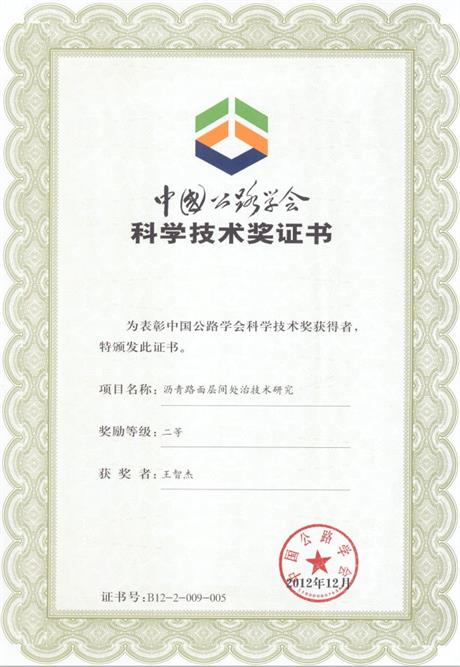 中国公路学会
科学技术奖证书
为表彰中国公路学会科学技术奖获得者，
特颁发此证书。
项目名称：沥青路面层间处治技术研究
奖励等级：二等
获奖者：王智杰
中国公路学会
2012年12月
证书号：B12-2-009-005